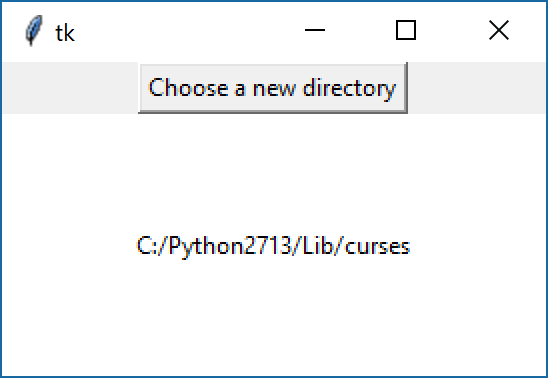 tk
Choose a new directory
C:/Python2713/Lib/curses